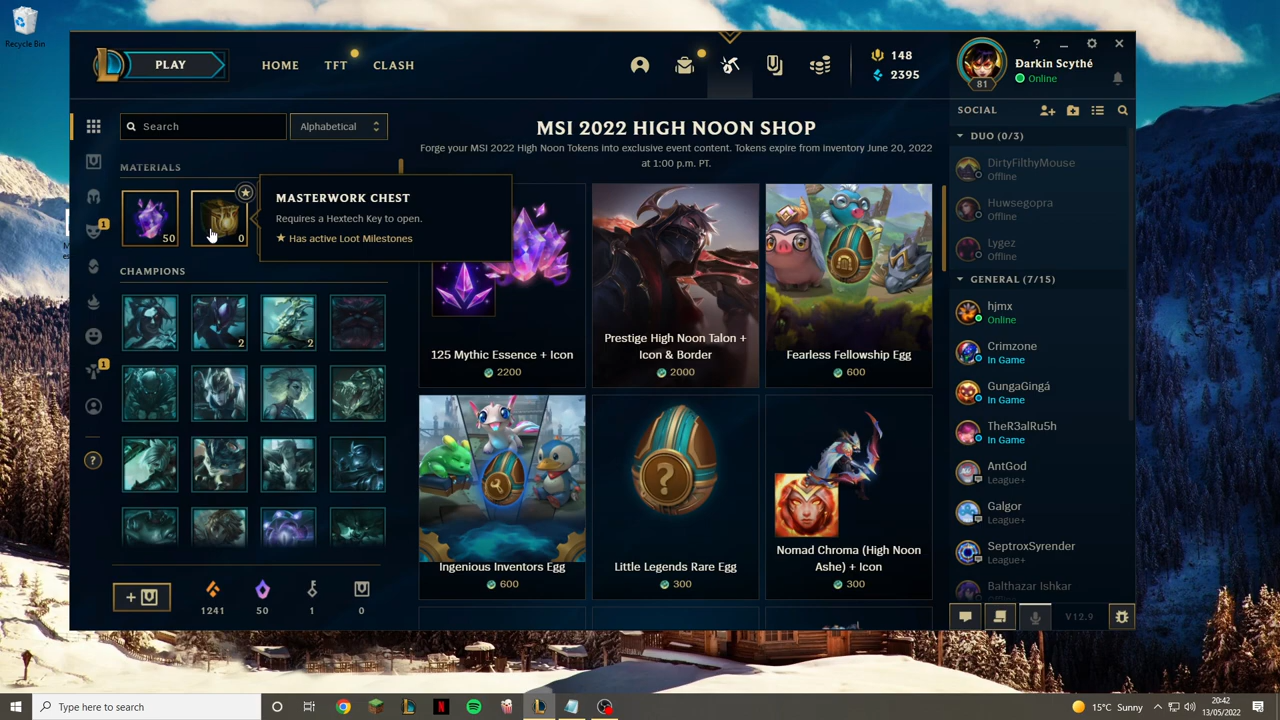 Recycle Bin
PLAY
HOME
TFT
CLASH
148
2395
?
81
Darkin Scythé
Online
Search
Alphabetical
MATERIALS
50
0
MASTERWORK CHEST
Requires a Hextech Key to open.
Has active Loot Milestones
CHAMPIONS
2
2
1
1
?
1241
50
1
0
MSI 2022 HIGH NOON SHOP
Forge your MSI 2022 High Noon Tokens into exclusive event content. Tokens expire from inventory June 20, 2022
at 1:00 p.m. PT.
125 Mythic Essence + Icon
2200
Prestige High Noon Talon +
Icon & Border
2000
Fearless Fellowship Egg
600
Ingenious Inventors Egg
600
?
Little Legends Rare Egg
300
Nomad Chroma (High Noon
Ashe) + Icon
300
SOCIAL
DUO (0/3)
DirtyFilthyMouse
Offline
Huwsegopra
Offline
Lygez
Offline
GENERAL (7/15)
hjmx
Online
Crimzone
In Game
GungaGingá
In Game
TheR3alRu5h
In Game
AntGod
League+
Galgor
League+
SeptroxSyrender
League+
Balthazar Ishkar
V12.9
Type here to search
15°C Sunny
20:42
13/05/2022